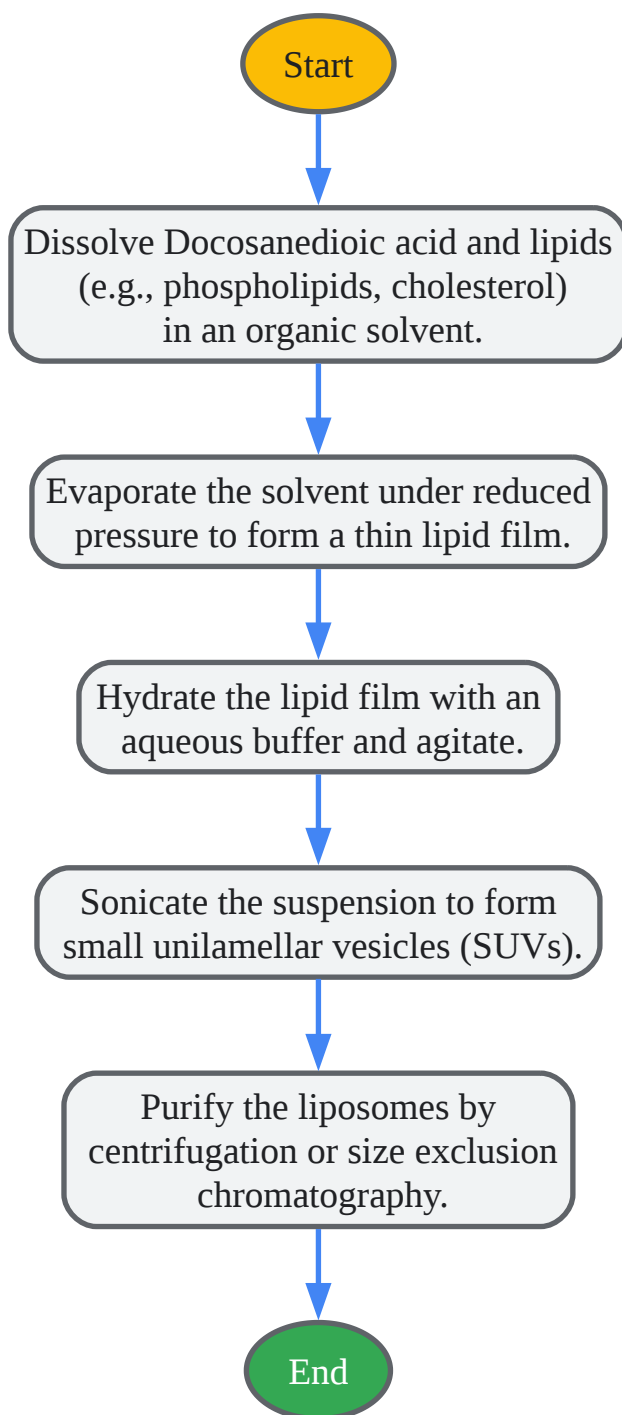 Start
Dissolve Docosanedioic acid and lipids
(e.g., phospholipids, cholesterol)
in an organic solvent.
Evaporate the solvent under reduced
pressure to form a thin lipid film.
Hydrate the lipid film with an
aqueous buffer and agitate.
Sonicate the suspension to form
small unilamellar vesicles (SUVs).
Purify the liposomes by
centrifugation or size exclusion
chromatography.
End